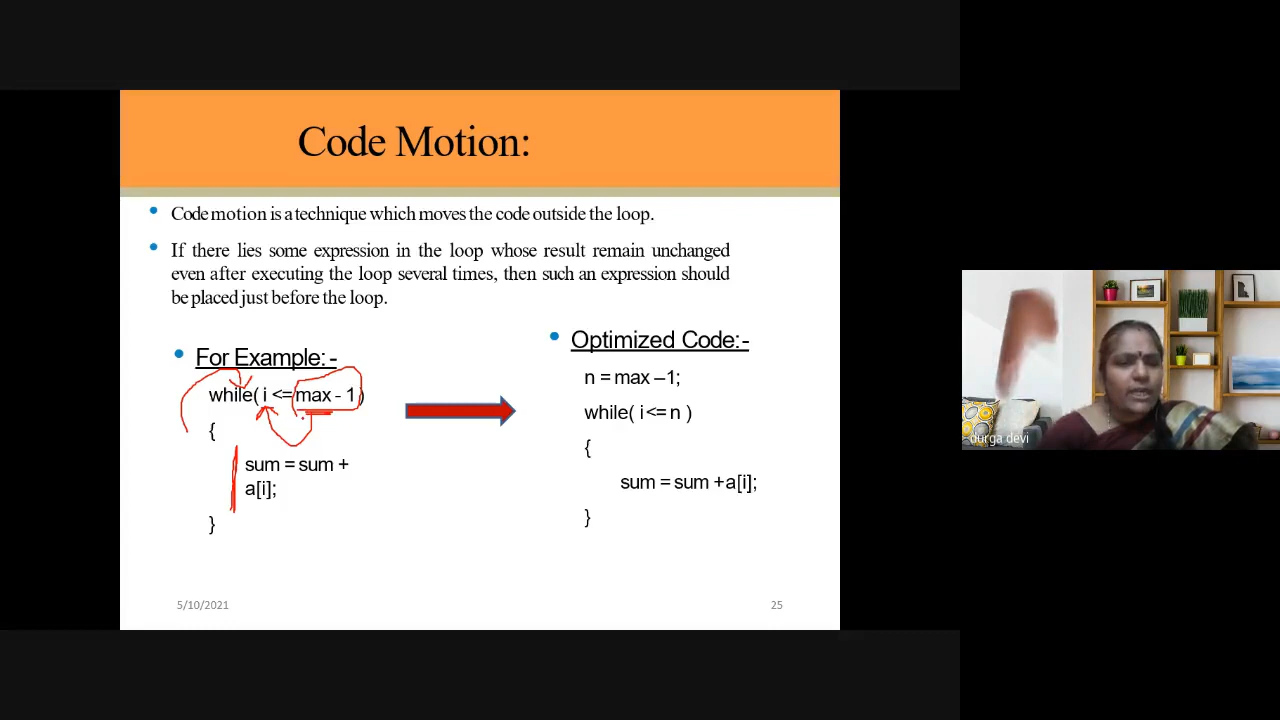 Code Motion:
• Code motion is a technique which moves the code outside the loop.
• If there lies some expression in the loop whose result remain unchanged
even after executing the loop several times, then such an expression should
be placed just before the loop.
• For Example: -
while( i <= max - 1 )
{
sum = sum +
a[i];
}
• Optimized Code:-
n = max –1;
while( i<= n )
{
sum = sum +a[i];
}
5/10/2021
25
durga devi